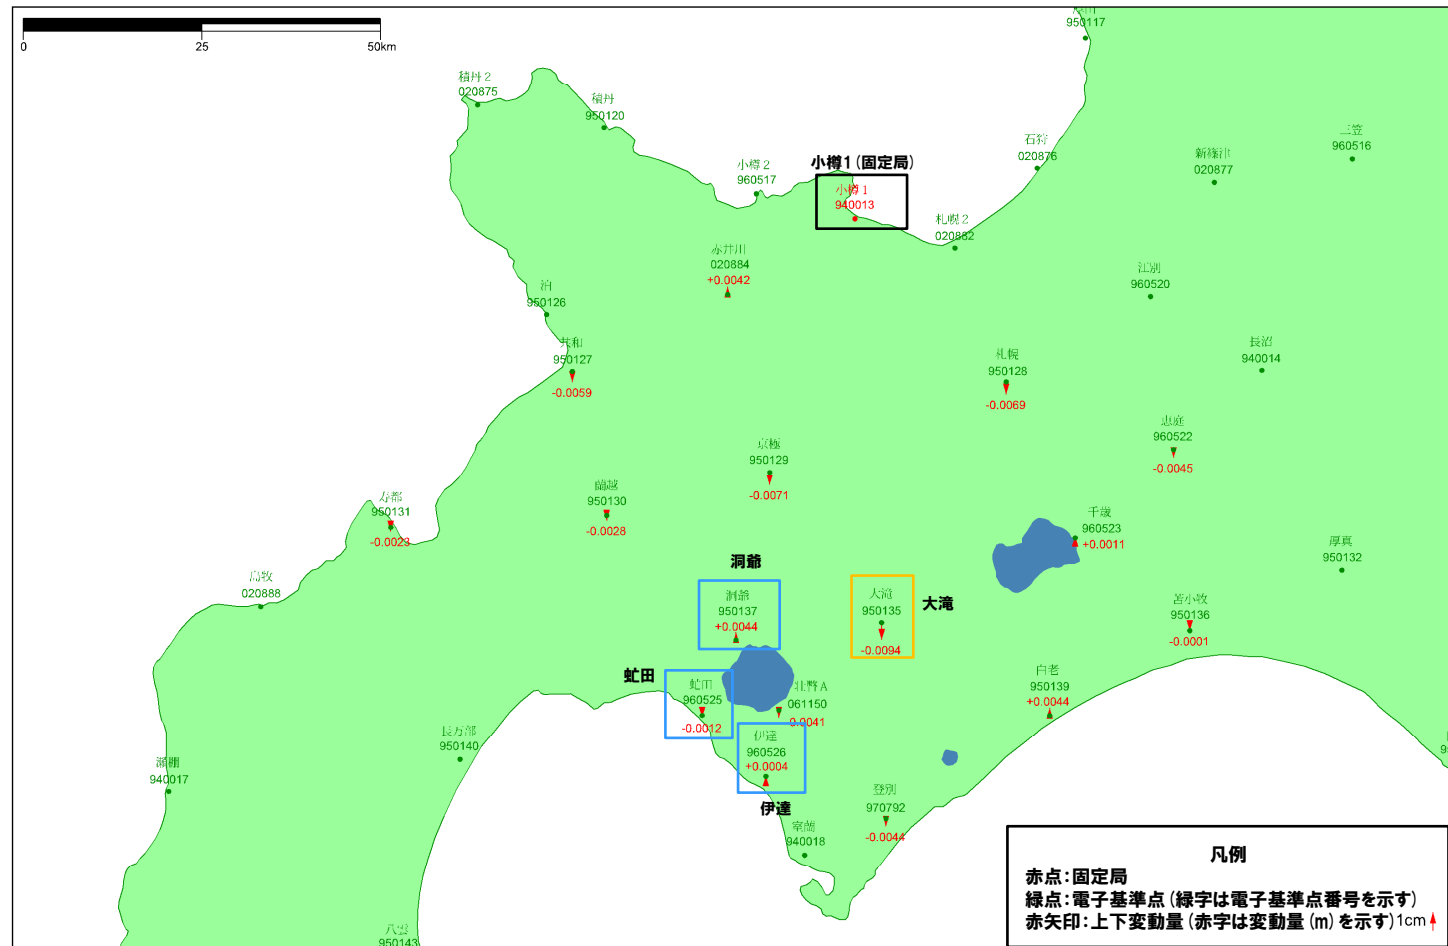 0 25 50km
厚田
950117
積丹２
020875
積丹
950120
小樽２
960517
小樽1(固定局)
小樽１
940013
石狩
020876
新篠津
020877
三笠
960516
札幌２
020882
赤井川
020884
+0.0042
江別
960520
泊
950126
共和
950127
-0.0059
札幌
950128
-0.0069
長沼
940014
恵庭
960522
-0.0045
京極
950129
-0.0071
蘭越
950130
-0.0028
寿都
950131
-0.0023
千歳
960523
+0.0011
厚真
950132
島牧
020888
洞爺
洞爺
950137
+0.0044
大滝
950135
-0.0094
大滝
苫小牧
950136
-0.0001
虻田
虻田
960525
-0.0012
壮瞥Ａ
061150
-0.0041
白老
950139
+0.0044
伊達
960526
+0.0004
伊達
長万部
950140
瀬棚
940017
登別
970792
-0.0044
室蘭
940018
八雲
950143
凡例
赤点：固定局
緑点：電子基準点（緑字は電子基準点番号を示す）
赤矢印：上下変動量（赤字は変動量（m）を示す）1cm